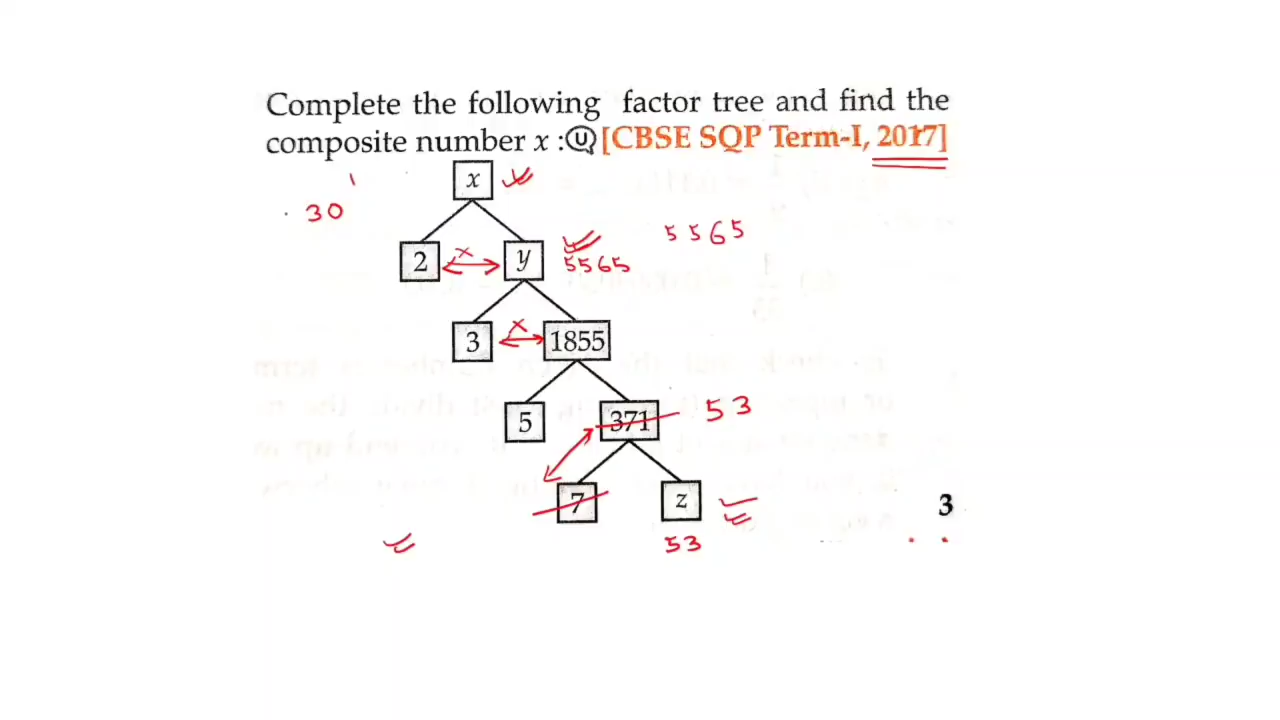 Complete the following factor tree and find the
composite number x : U [CBSE SQP Term-I, 2017]
x
30
5565
2 x y 5565
3 x 1855
5 371 53
7 z 3
53